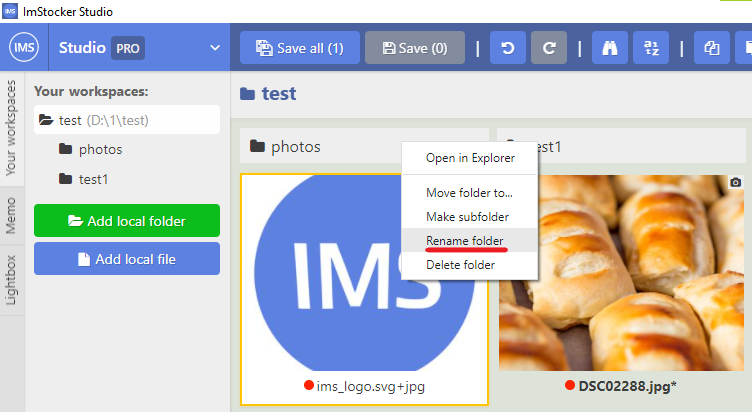 ImStocker Studio
IMS Studio PRO Save all (1) Save (0)
Your workspaces
Memo
Lightbox
Your workspaces:
test (D:\1\test)
photos
test1
Add local folder
Add local file
test
photos
Open in Explorer
Move folder to...
Make subfolder
Rename folder
Delete folder
IMS
ims_logo.svg+jpg
DSC02288.jpg*